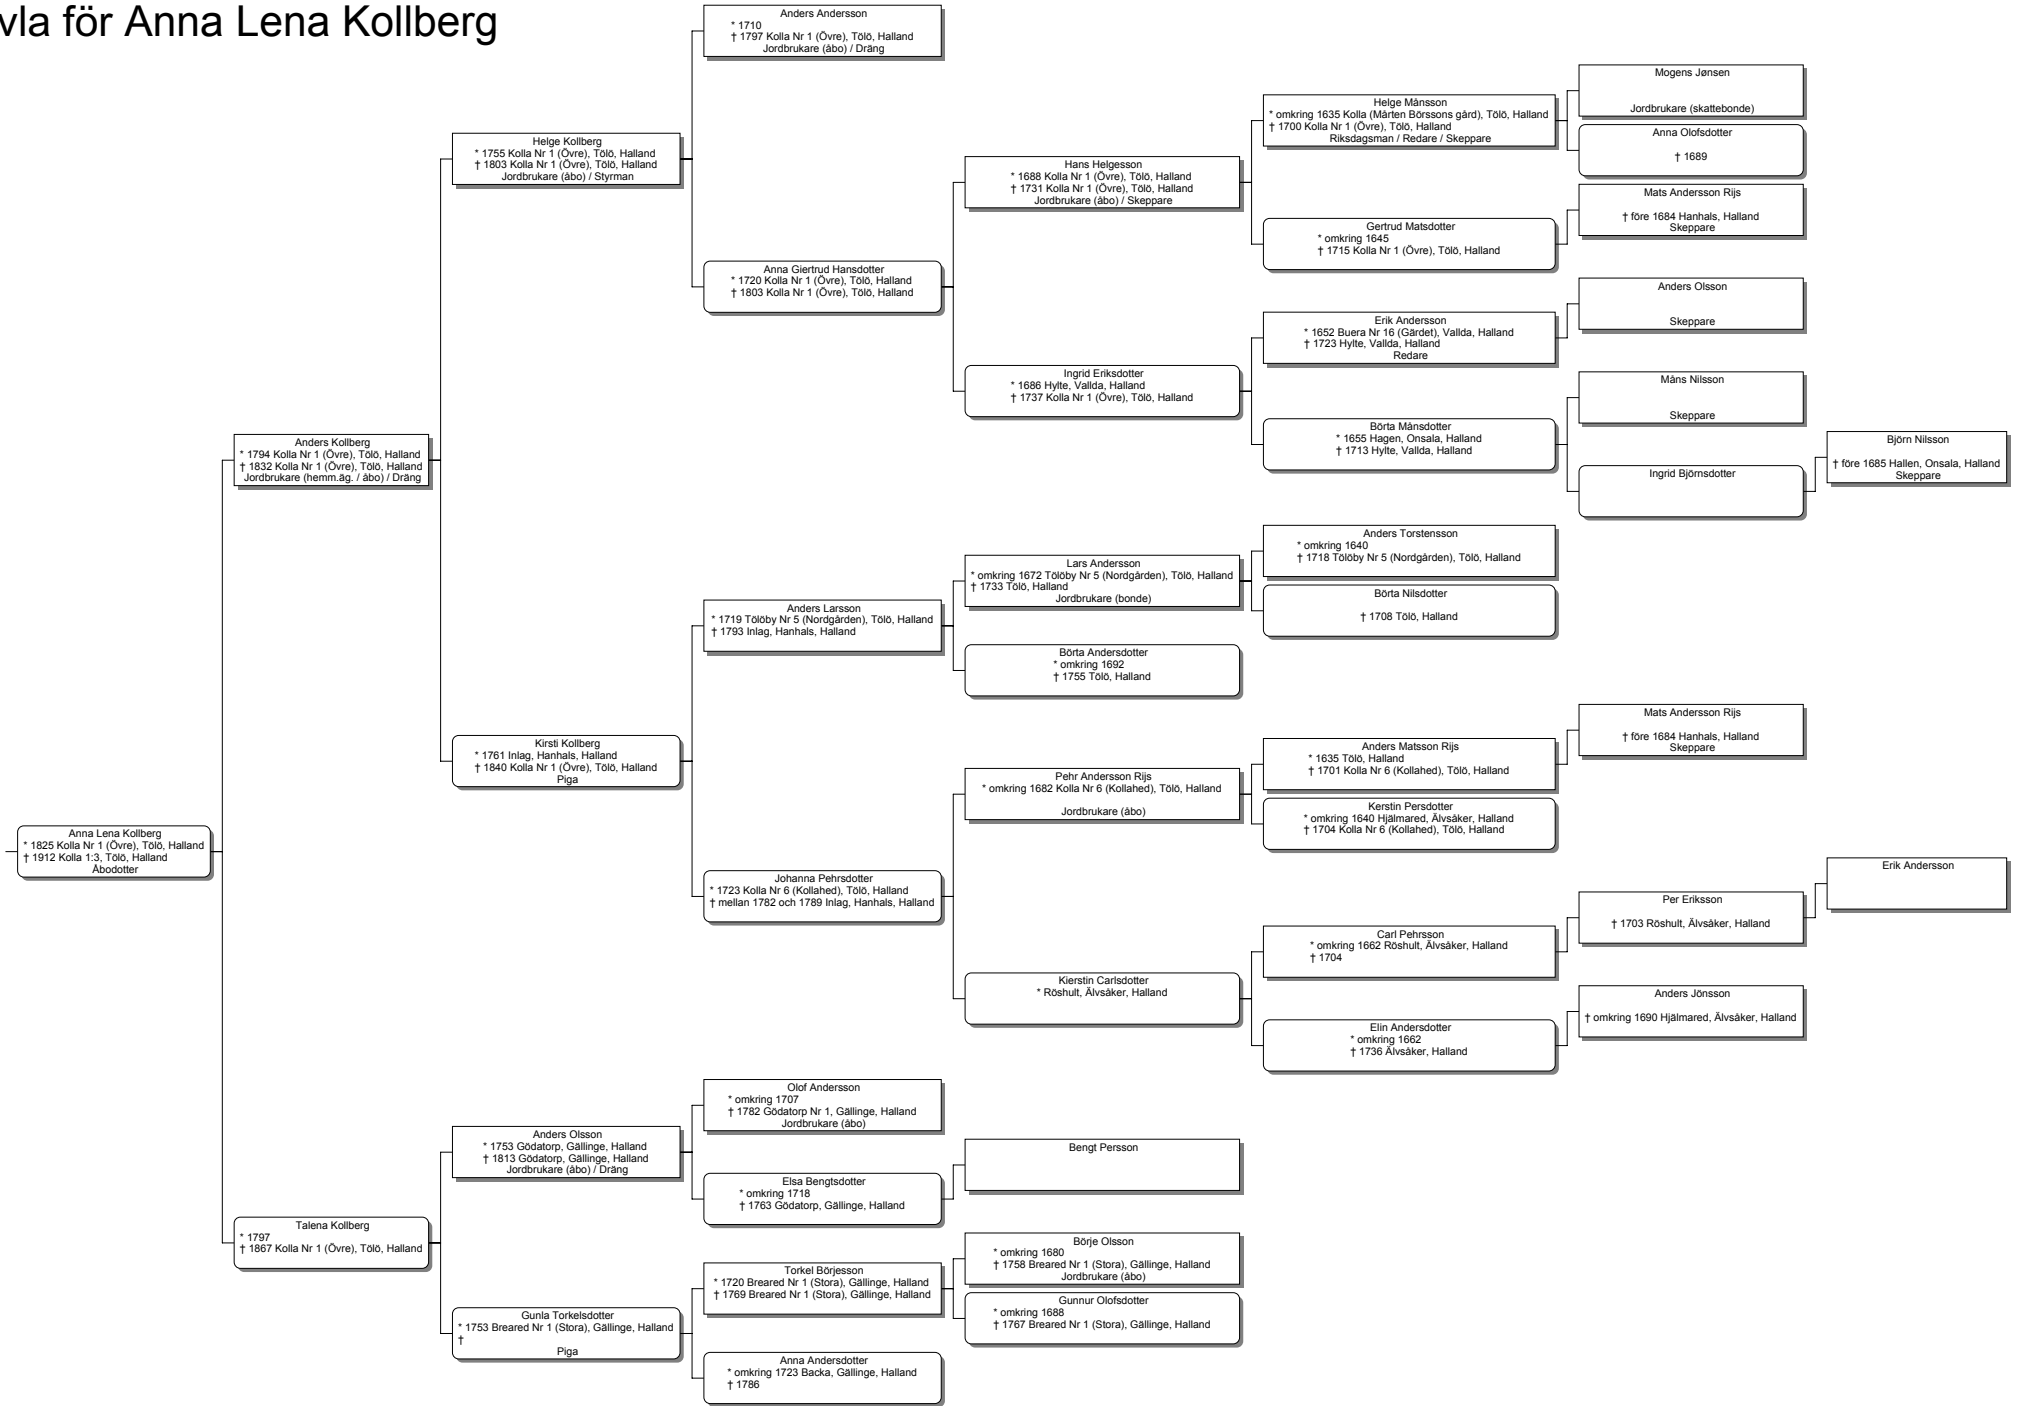 vla för Anna Lena Kollberg
Anna Lena Kollberg
* 1825 Kolla Nr 1 (Övre), Tölö, Halland
† 1912 Kolla 1:3, Tölö, Halland
Åbodotter
Anders Kollberg
* 1794 Kolla Nr 1 (Övre), Tölö, Halland
† 1832 Kolla Nr 1 (Övre), Tölö, Halland
Jordbrukare (hemm.äg. / åbo) / Dräng
Talena Kollberg
* 1797
† 1867 Kolla Nr 1 (Övre), Tölö, Halland
Helge Kollberg
* 1755 Kolla Nr 1 (Övre), Tölö, Halland
† 1803 Kolla Nr 1 (Övre), Tölö, Halland
Jordbrukare (åbo) / Styrman
Kirsti Kollberg
* 1761 Inlag, Hanhals, Halland
† 1840 Kolla Nr 1 (Övre), Tölö, Halland
Piga
Anders Olsson
* 1753 Gödatorp, Gällinge, Halland
† 1813 Gödatorp, Gällinge, Halland
Jordbrukare (åbo) / Dräng
Gunla Torkelsdotter
* 1753 Breared Nr 1 (Stora), Gällinge, Halland
†
Piga
Anders Andersson
* 1710
† 1797 Kolla Nr 1 (Övre), Tölö, Halland
Jordbrukare (åbo) / Dräng
Anna Giertrud Hansdotter
* 1720 Kolla Nr 1 (Övre), Tölö, Halland
† 1803 Kolla Nr 1 (Övre), Tölö, Halland
Anders Larsson
* 1719 Tölöby Nr 5 (Nordgården), Tölö, Halland
† 1793 Inlag, Hanhals, Halland
Johanna Pehrsdotter
* 1723 Kolla Nr 6 (Kollahed), Tölö, Halland
† mellan 1782 och 1789 Inlag, Hanhals, Halland
Olof Andersson
* omkring 1707
† 1782 Gödatorp Nr 1, Gällinge, Halland
Jordbrukare (åbo)
Elsa Bengtsdotter
* omkring 1718
† 1763 Gödatorp, Gällinge, Halland
Torkel Börjesson
* 1720 Breared Nr 1 (Stora), Gällinge, Halland
† 1769 Breared Nr 1 (Stora), Gällinge, Halland
Anna Andersdotter
* omkring 1723 Backa, Gällinge, Halland
† 1786
Hans Helgesson
* 1688 Kolla Nr 1 (Övre), Tölö, Halland
† 1731 Kolla Nr 1 (Övre), Tölö, Halland
Jordbrukare (åbo) / Skeppare
Ingrid Eriksdotter
* 1686 Hylte, Vallda, Halland
† 1737 Kolla Nr 1 (Övre), Tölö, Halland
Lars Andersson
* omkring 1672 Tölöby Nr 5 (Nordgården), Tölö, Halland
† 1733 Tölö, Halland
Jordbrukare (bonde)
Börta Andersdotter
* omkring 1692
† 1755 Tölö, Halland
Pehr Andersson Rijs
* omkring 1682 Kolla Nr 6 (Kollahed), Tölö, Halland
Jordbrukare (åbo)
Kierstin Carlsdotter
* Röshult, Älvsåker, Halland
Bengt Persson
Börje Olsson
* omkring 1680
† 1758 Breared Nr 1 (Stora), Gällinge, Halland
Jordbrukare (åbo)
Gunnur Olofsdotter
* omkring 1688
† 1767 Breared Nr 1 (Stora), Gällinge, Halland
Helge Månsson
* omkring 1635 Kolla (Mårten Börssons gård), Tölö, Halland
† 1700 Kolla Nr 1 (Övre), Tölö, Halland
Riksdagsman / Redare / Skeppare
Gertrud Matsdotter
* omkring 1645
† 1715 Kolla Nr 1 (Övre), Tölö, Halland
Erik Andersson
* 1652 Buera Nr 16 (Gärdet), Vallda, Halland
† 1723 Hylte, Vallda, Halland
Redare
Börta Månsdotter
* 1655 Hagen, Onsala, Halland
† 1713 Hylte, Vallda, Halland
Anders Torstensson
* omkring 1640
† 1718 Tölöby Nr 5 (Nordgården), Tölö, Halland
Börta Nilsdotter
† 1708 Tölö, Halland
Anders Matsson Rijs
* 1635 Tölö, Halland
† 1701 Kolla Nr 6 (Kollahed), Tölö, Halland
Kerstin Persdotter
* omkring 1640 Hjälmared, Älvsåker, Halland
† 1704 Kolla Nr 6 (Kollahed), Tölö, Halland
Carl Pehrsson
* omkring 1662 Röshult, Älvsåker, Halland
† 1704
Elin Andersdotter
* omkring 1662
† 1736 Älvsåker, Halland
Mogens Jønsen
Jordbrukare (skattebonde)
Anna Olofsdotter
† 1689
Mats Andersson Rijs
† före 1684 Hanhals, Halland
Skeppare
Anders Olsson
Skeppare
Måns Nilsson
Skeppare
Ingrid Björnsdotter
Mats Andersson Rijs
† före 1684 Hanhals, Halland
Skeppare
Per Eriksson
† 1703 Röshult, Älvsåker, Halland
Anders Jönsson
† omkring 1690 Hjälmared, Älvsåker, Halland
Björn Nilsson
† före 1685 Hallen, Onsala, Halland
Skeppare
Erik Andersson